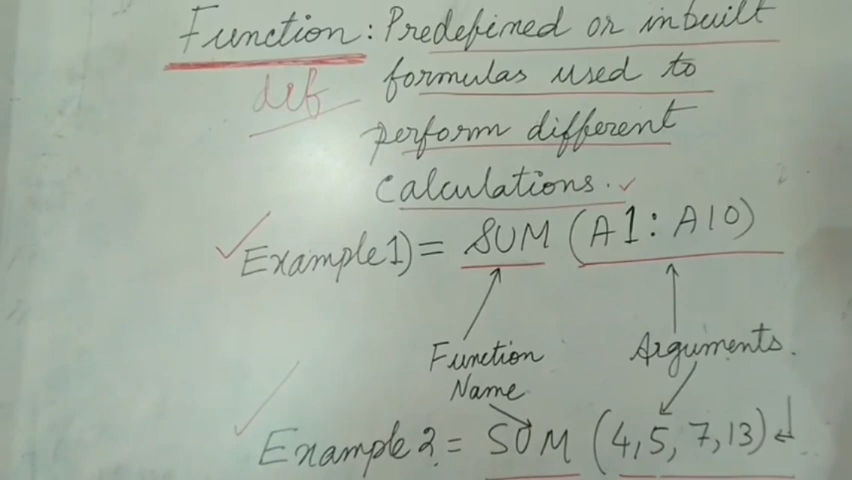 Function: Predefined or inbuilt
def formulas used to
perform different
Calculations.
Example 1) = SUM (A1: A10)
Function Arguments.
Name
Example 2. = SUM (4,5,7,13)